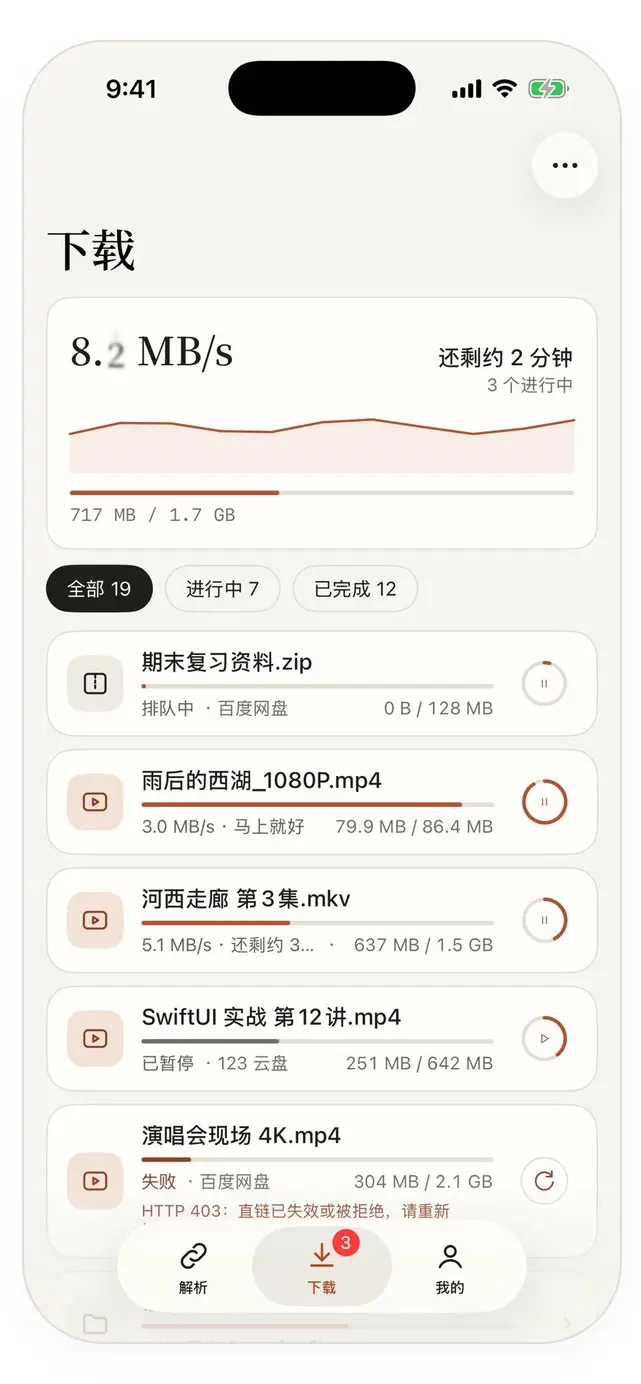 9:41
下载
8.2 MB/s
还剩约 2 分钟
3 个进行中
717 MB / 1.7 GB
全部 19
进行中 7
已完成 12
期末复习资料.zip
排队中 · 百度网盘 0 B / 128 MB
雨后的西湖_1080P.mp4
3.0 MB/s · 马上就好 79.9 MB / 86.4 MB
河西走廊 第3集.mkv
5.1 MB/s · 还剩约 3... · 637 MB / 1.5 GB
SwiftUI 实战 第12讲.mp4
已暂停 · 123 云盘 251 MB / 642 MB
演唱会现场 4K.mp4
失败 · 百度网盘 304 MB / 2.1 GB
HTTP 403：直链已失效或被拒绝，请重新
3
解析
下载
我的